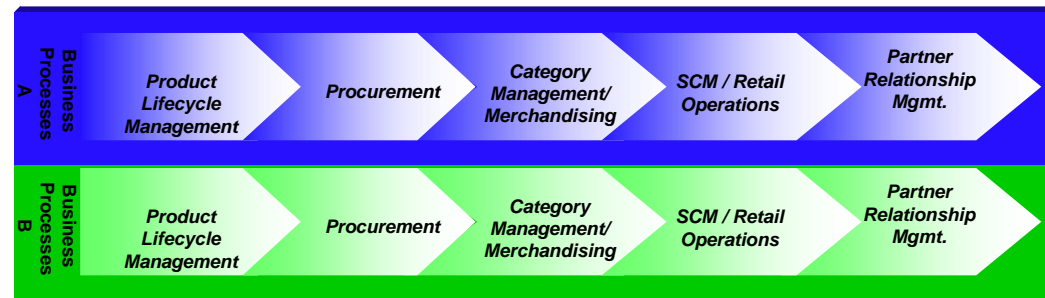 Business
Processes
A
Product
Lifecycle
Management
Procurement
Category
Management/
Merchandising
SCM / Retail
Operations
Partner
Relationship
Mgmt.
Business
Processes
B
Product
Lifecycle
Management
Procurement
Category
Management/
Merchandising
SCM / Retail
Operations
Partner
Relationship
Mgmt.